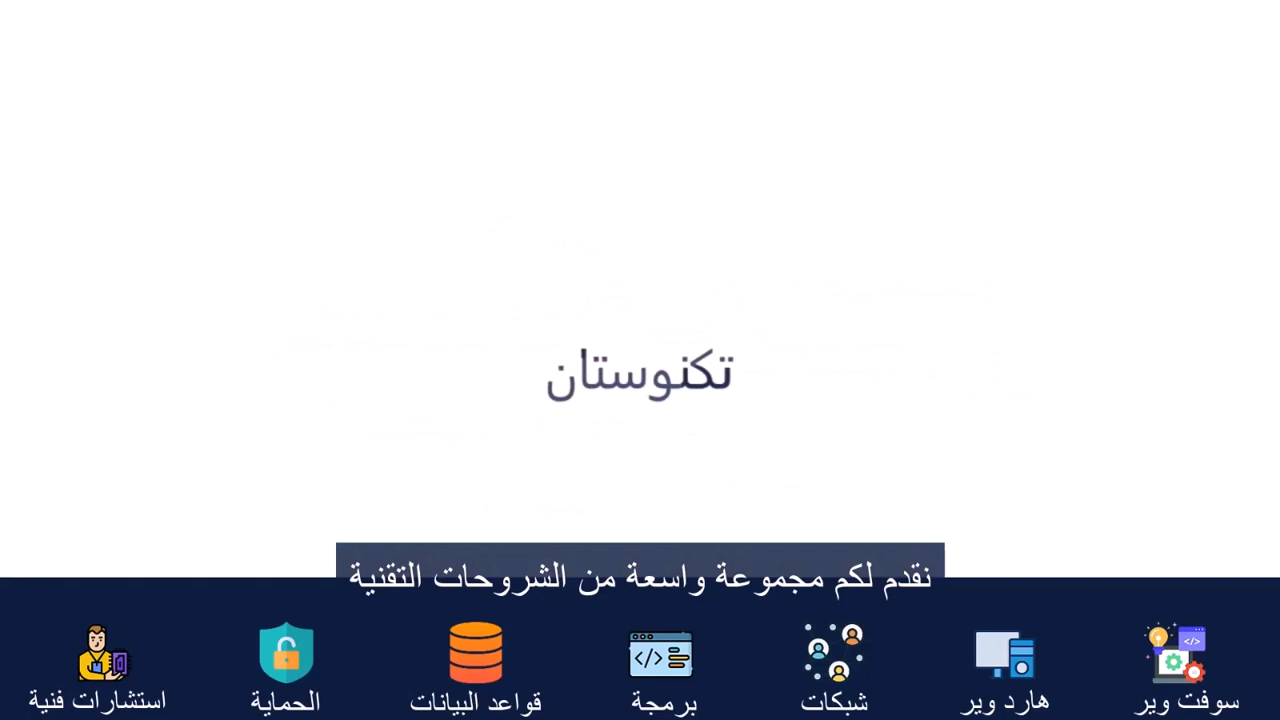 تكنوستان
نقدم لكم مجموعة واسعة من الشروحات التقنية
سوفت وير
هارد وير
شبكات
برمجة
قواعد البيانات
الحماية
استشارات فنية